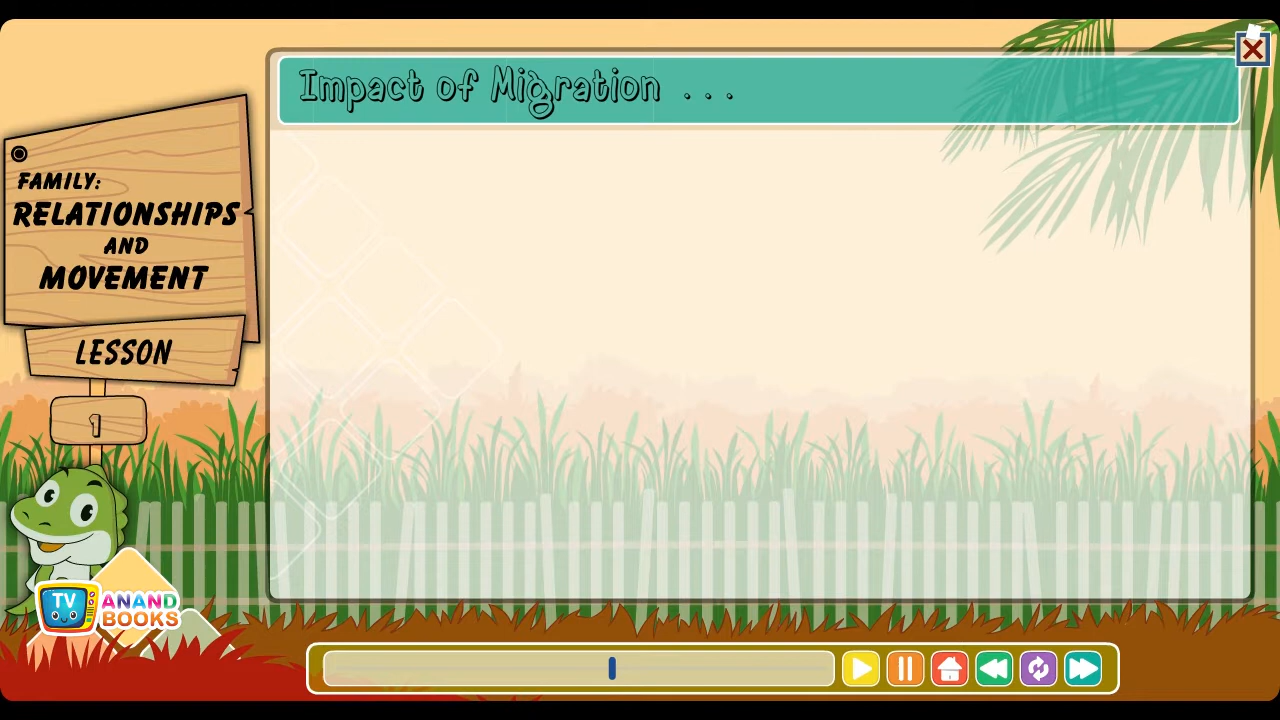 Impact of Migration ...
FAMILY:
RELATIONSHIPS
AND
MOVEMENT
LESSON
1
TV
ANAND
BOOKS